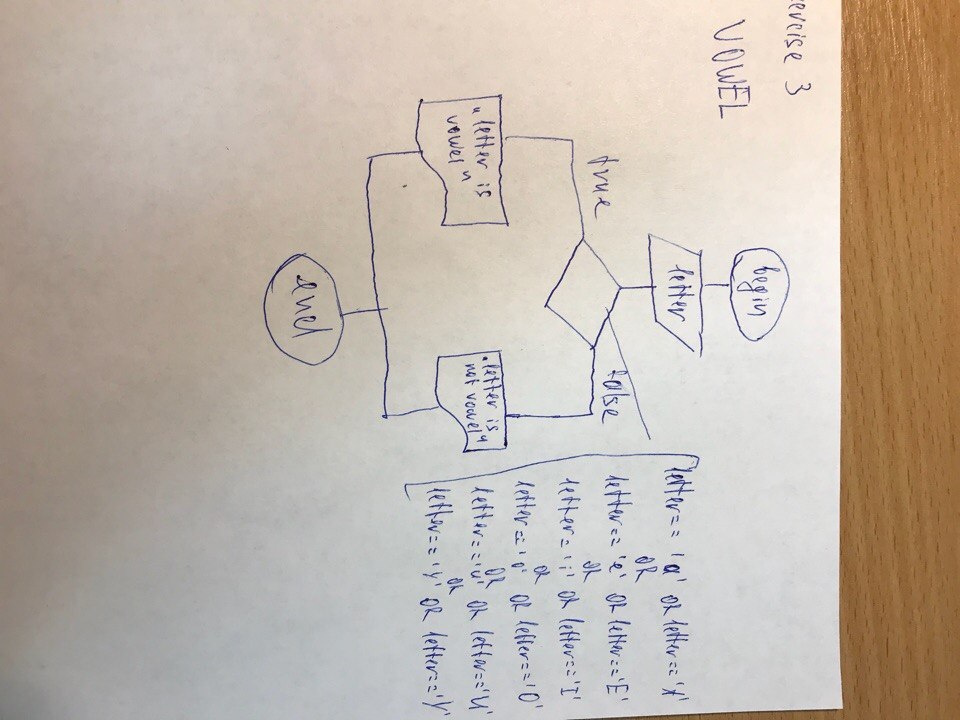 ercise 3
VOWEL
begin
letter
true
false
"letter is
vowel"
"letter is
not vowel"
end
letter== 'a' OR letter=='A'
OR
letter== 'e' OR letter=='E'
OR
letter= 'i' OR letter=='I'
OR
letter== 'o' OR letter=='O'
OR
letter== 'u' OR letter=='U'
OR
letter== 'y' OR letter=='Y'